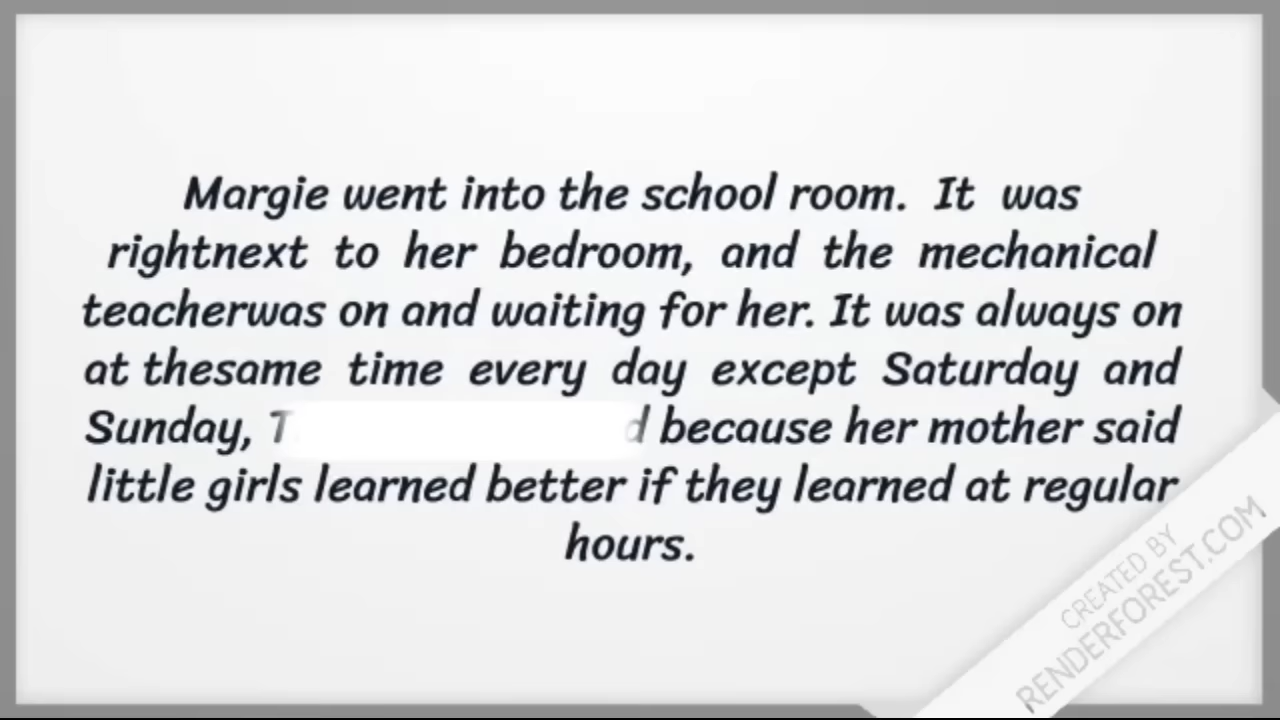 Margie went into the school room. It was
rightnext to her bedroom, and the mechanical
teacherwas on and waiting for her. It was always on
at thesame time every day except Saturday and
Sunday, because her mother said
little girls learned better if they learned at regular
hours.
CREATED BY
RENDERFOREST.COM